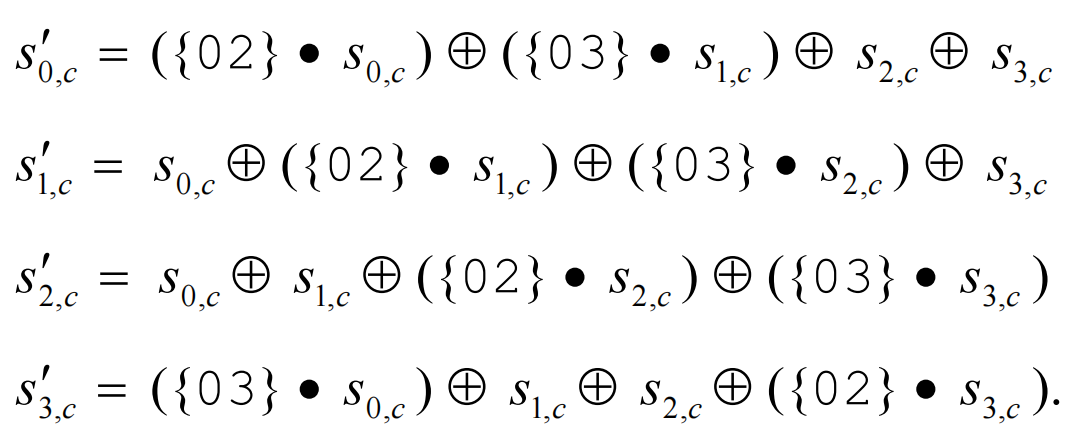 s′0,c = ({02} • s0,c) ⊕ ({03} • s1,c) ⊕ s2,c ⊕ s3,c
s′1,c = s0,c ⊕ ({02} • s1,c) ⊕ ({03} • s2,c) ⊕ s3,c
s′2,c = s0,c ⊕ s1,c ⊕ ({02} • s2,c) ⊕ ({03} • s3,c)
s′3,c = ({03} • s0,c) ⊕ s1,c ⊕ s2,c ⊕ ({02} • s3,c).